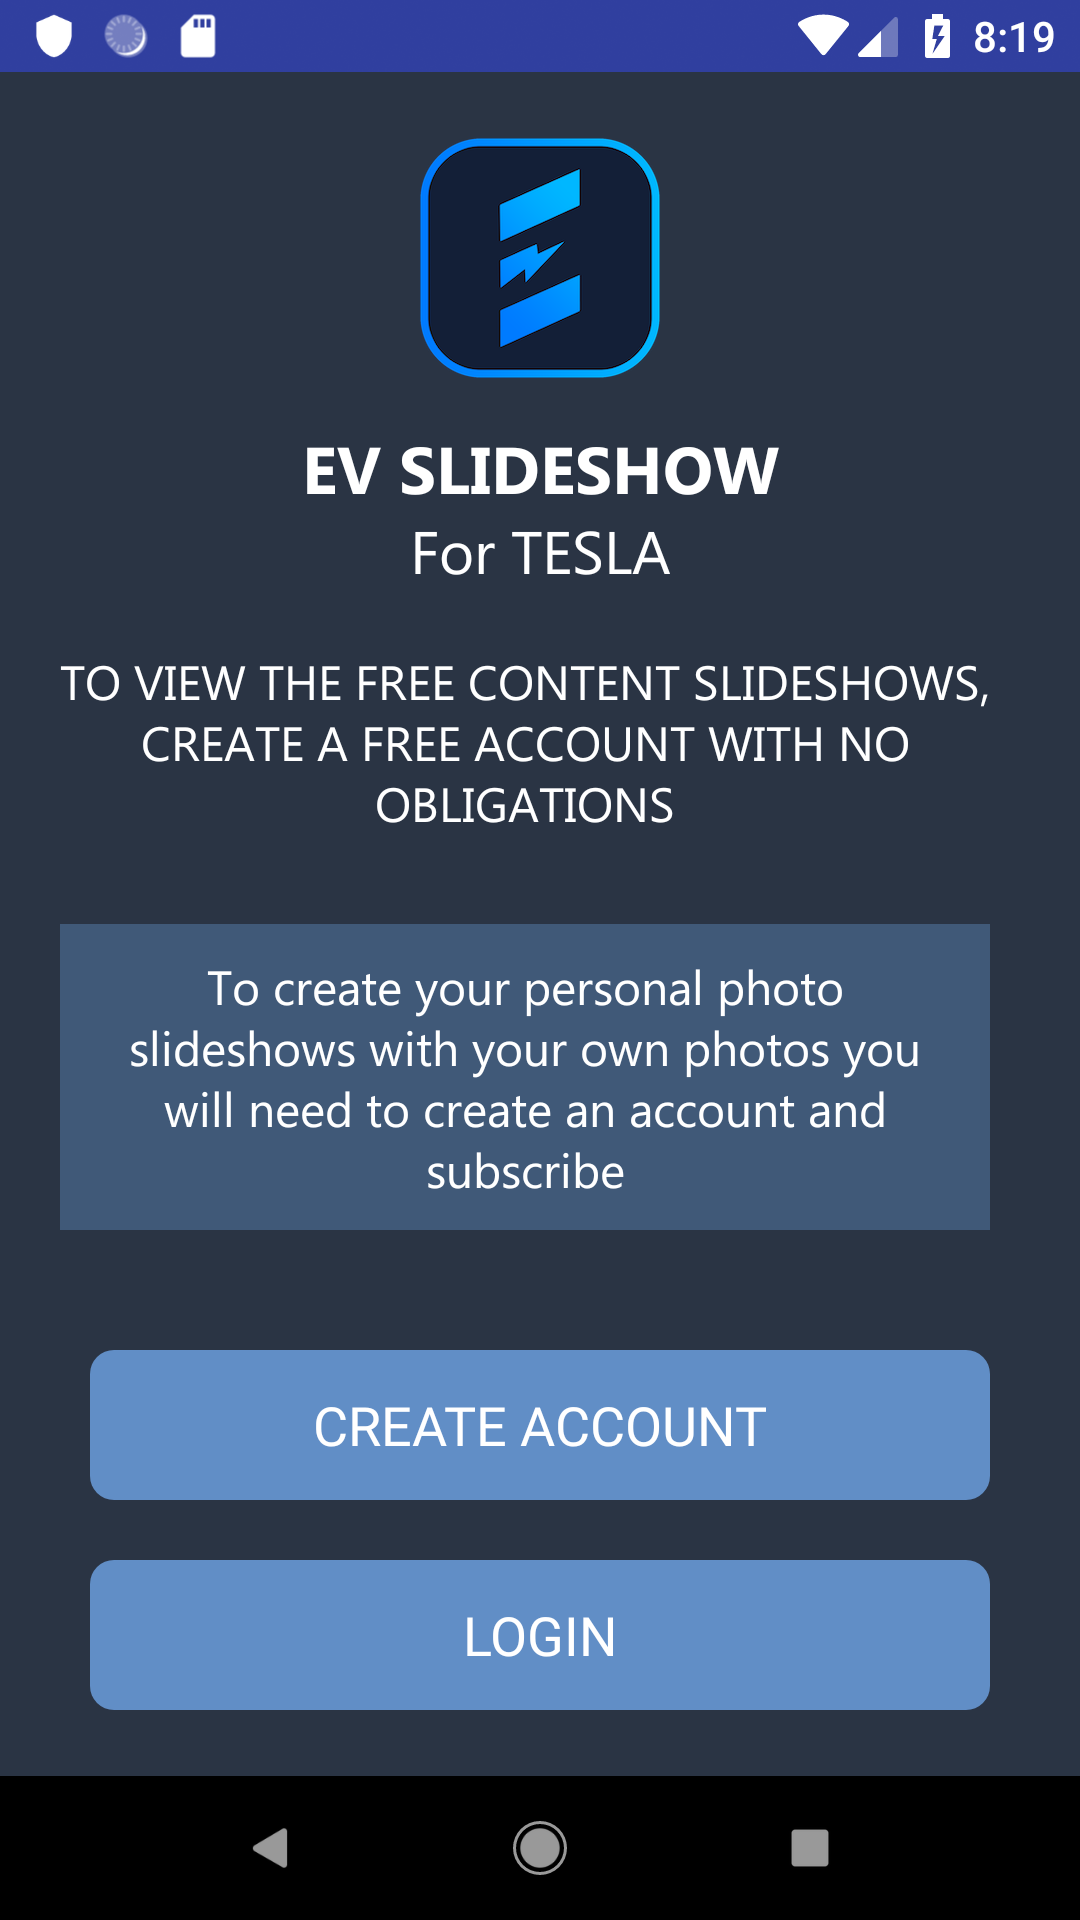 8:19
EV SLIDESHOW
For TESLA
TO VIEW THE FREE CONTENT SLIDESHOWS,
CREATE A FREE ACCOUNT WITH NO
OBLIGATIONS
To create your personal photo
slideshows with your own photos you
will need to create an account and
subscribe
CREATE ACCOUNT
LOGIN